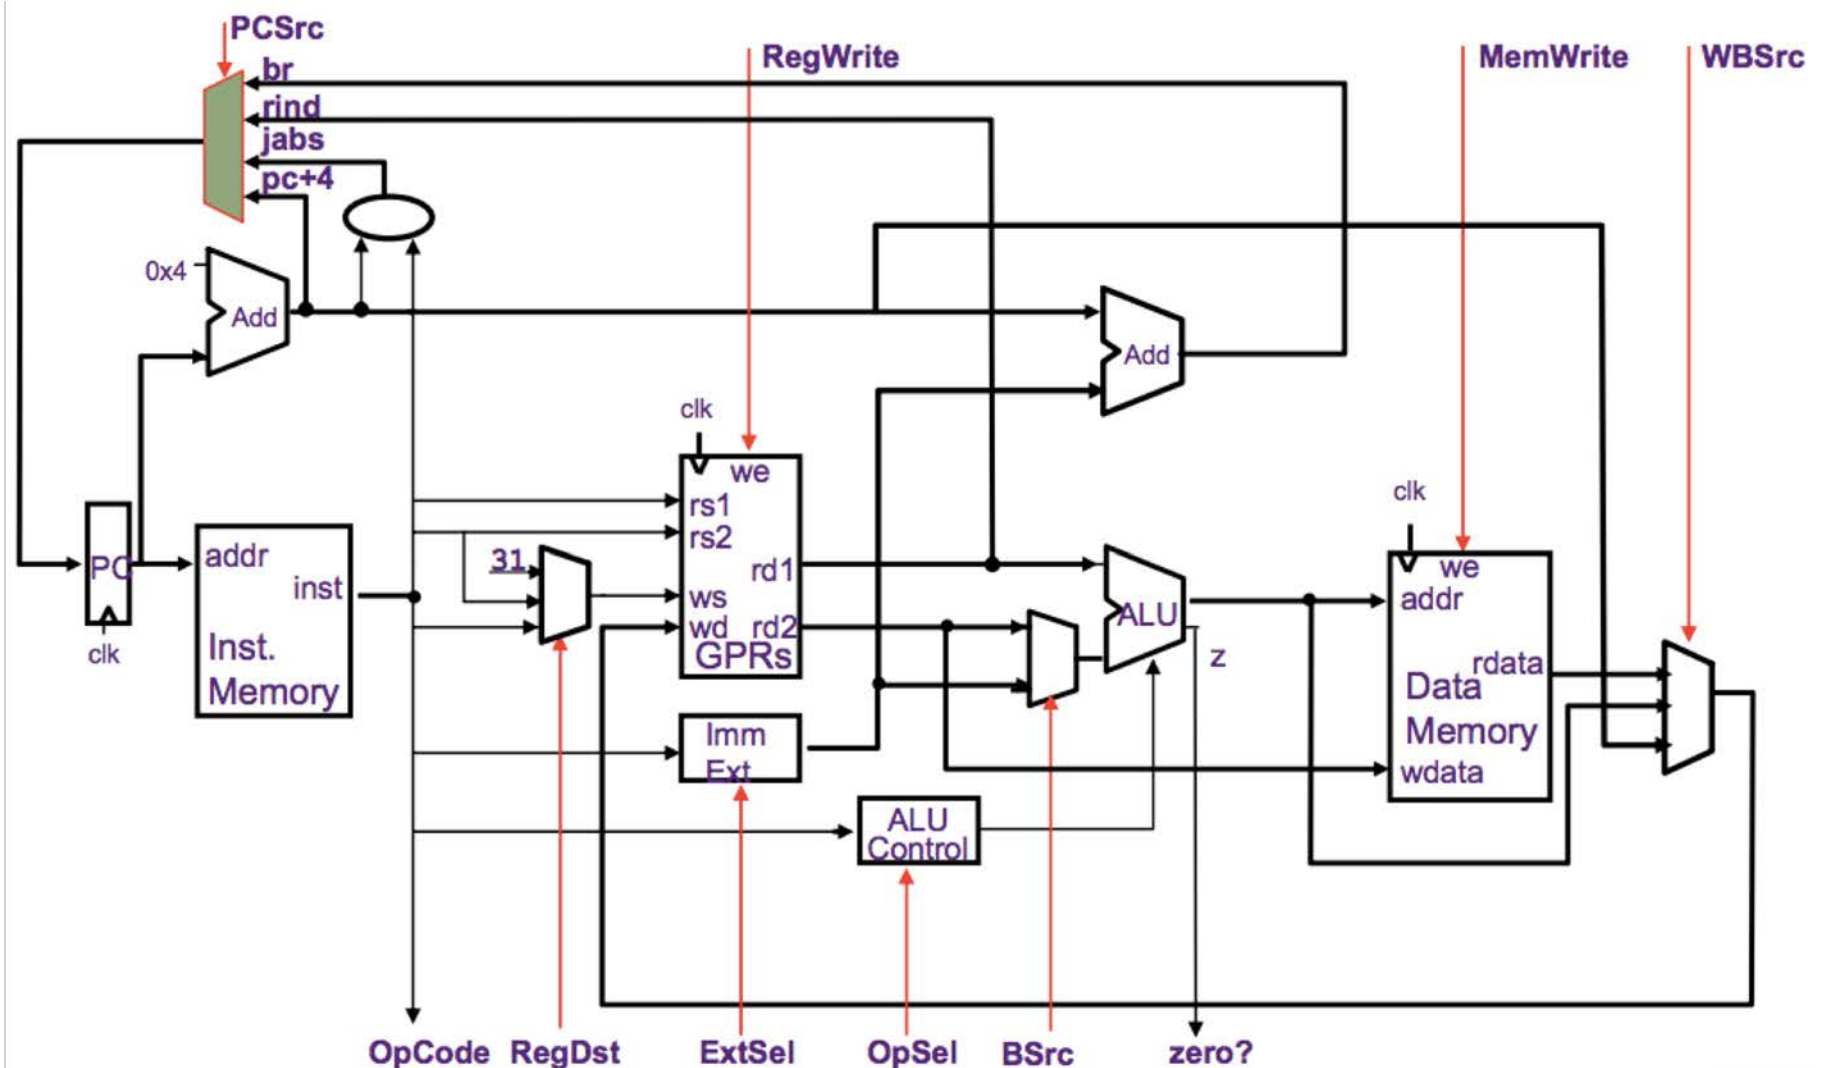 PCSrc
RegWrite
MemWrite
WBSrc
br
rind
jabs
pc+4
0x4
Add
Add
clk
we
rs1
rs2
31
rd1
ws
wd rd2
GPRs
PC
clk
addr
inst
Inst.
Memory
ALU
z
clk
we
addr
rdata
Data
Memory
wdata
Imm
Ext
ALU
Control
OpCode RegDst ExtSel OpSel BSrc zero?